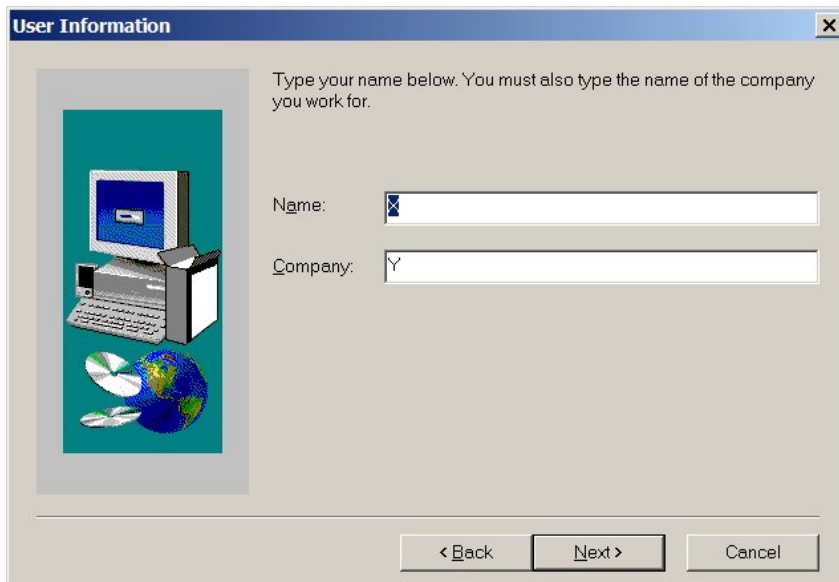 User Information
Type your name below. You must also type the name of the company
you work for.
Name: X
Company: Y
< Back Next > Cancel